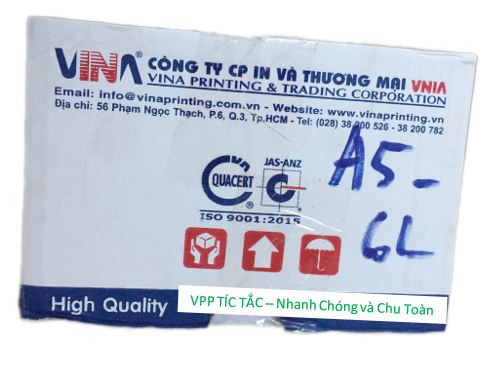 VINA® CÔNG TY CP IN VÀ THƯƠNG MẠI VNIA
VINA PRINTING & TRADING CORPORATION
Email: info@vinaprinting.com.vn - Website: www.vinaprinting.com.vn
Địa chỉ: 56 Phạm Ngọc Thạch, P.6, Q.3, Tp.HCM - Tel: (028) 38 200 526 - 38 200 782
QUACERT
JAS-ANZ
A5-
6L
ISO 9001:2015
High Quality
VPP TÍC TẮC – Nhanh Chóng và Chu Toàn